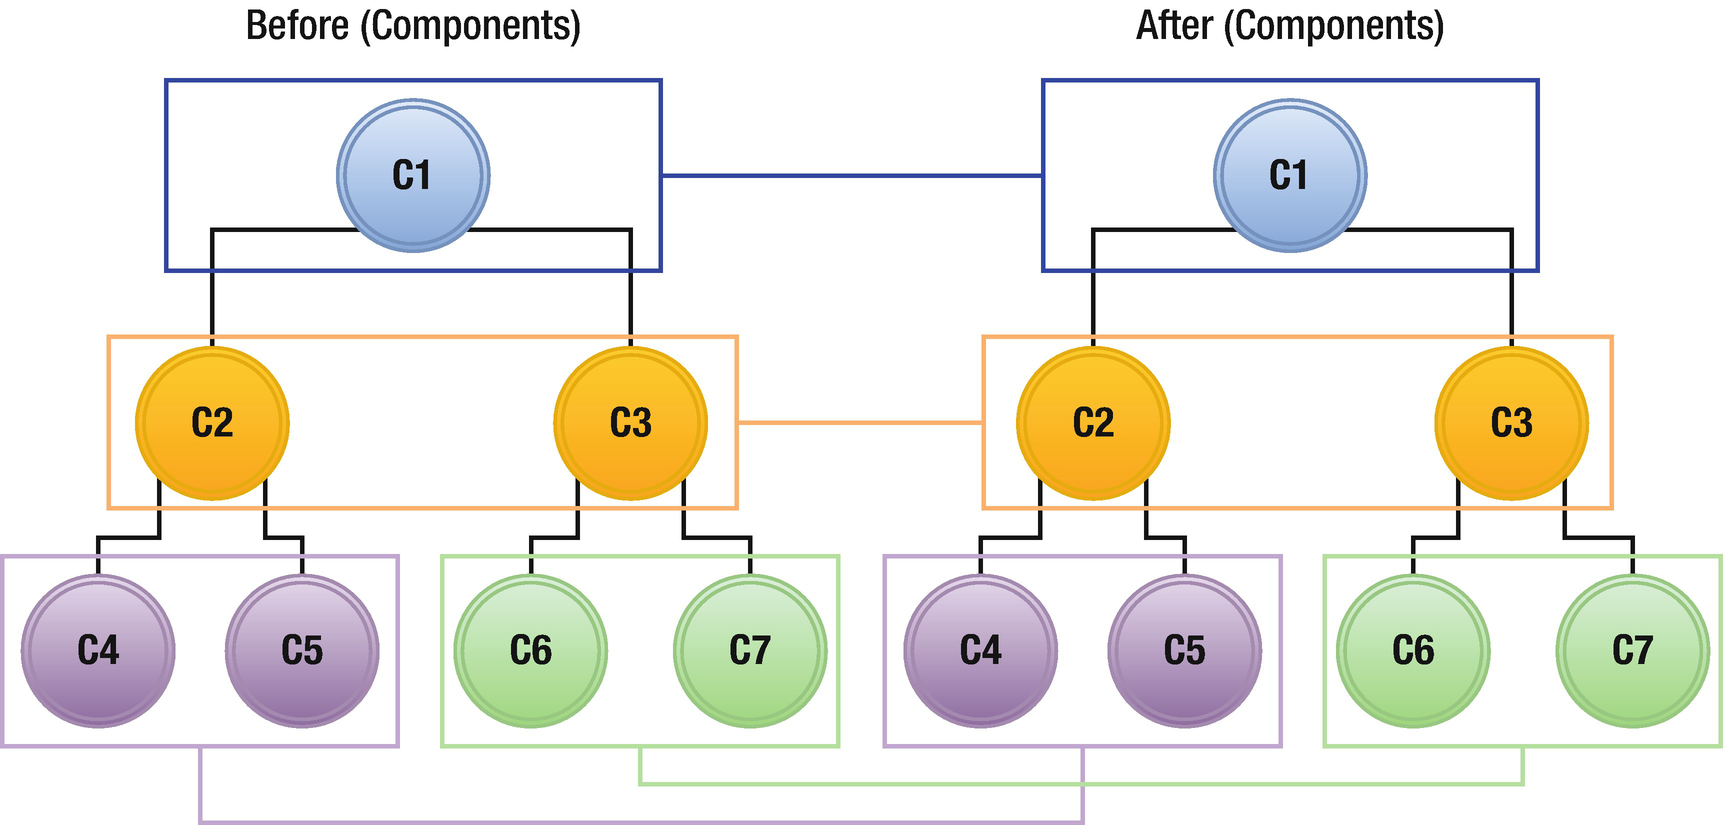 Before (Components)
After (Components)
C1
C1
C2
C3
C2
C3
C4
C5
C6
C7
C4
C5
C6
C7